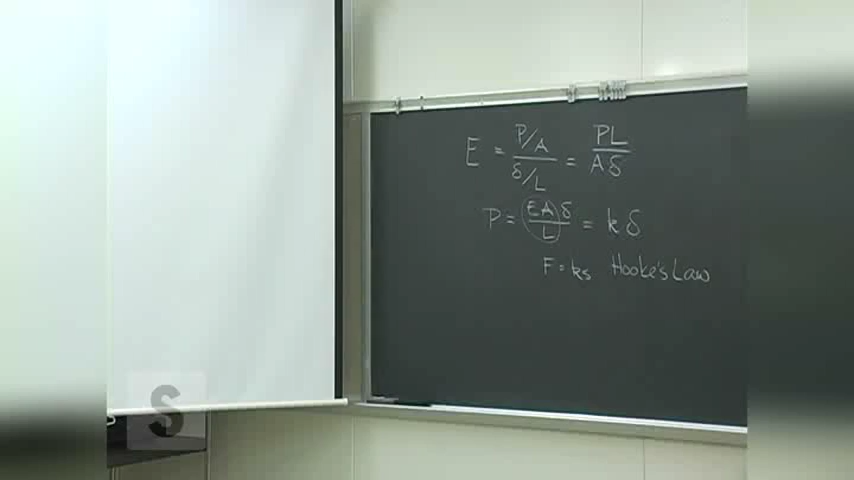 E = P/A / δ/L = PL / Aδ
P = EAδ / L = kδ
F = ks Hooke's Law
S